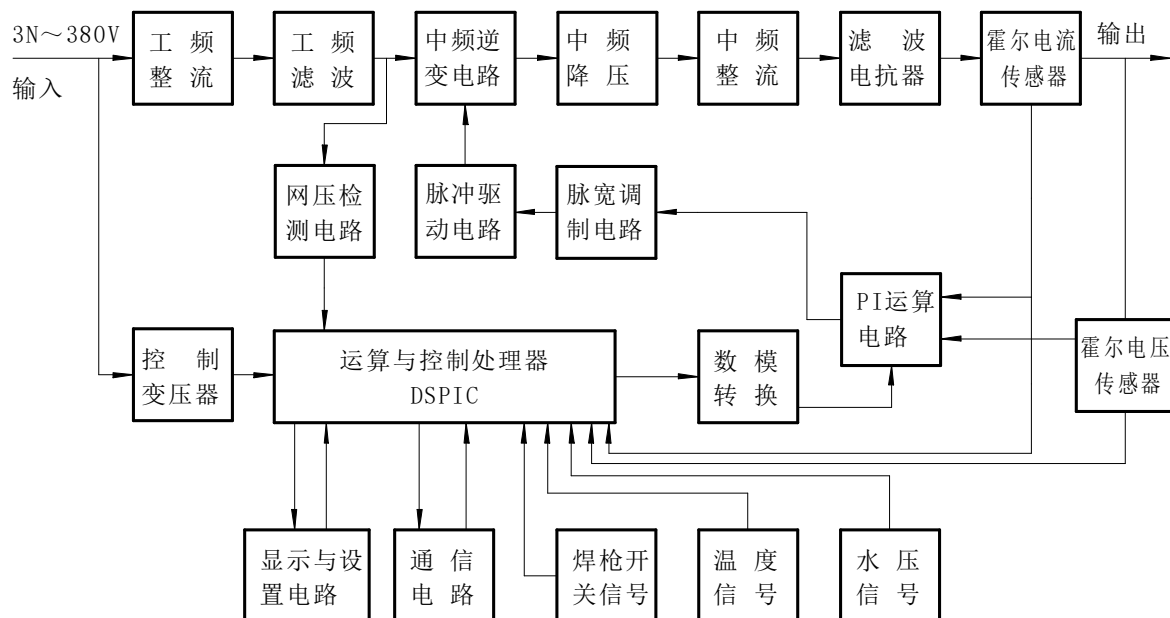 3N～380V
输入
工频
整流
工频
滤波
中频逆
变电路
中频
降压
中频
整流
滤波
电抗器
霍尔电流
传感器
输出
网压检
测电路
脉冲驱
动电路
脉宽调
制电路
PI运算
电路
控制
变压器
运算与控制处理器
DSPIC
数模
转换
霍尔电压
传感器
显示与设
置电路
通信
电路
焊枪开
关信号
温度
信号
水压
信号